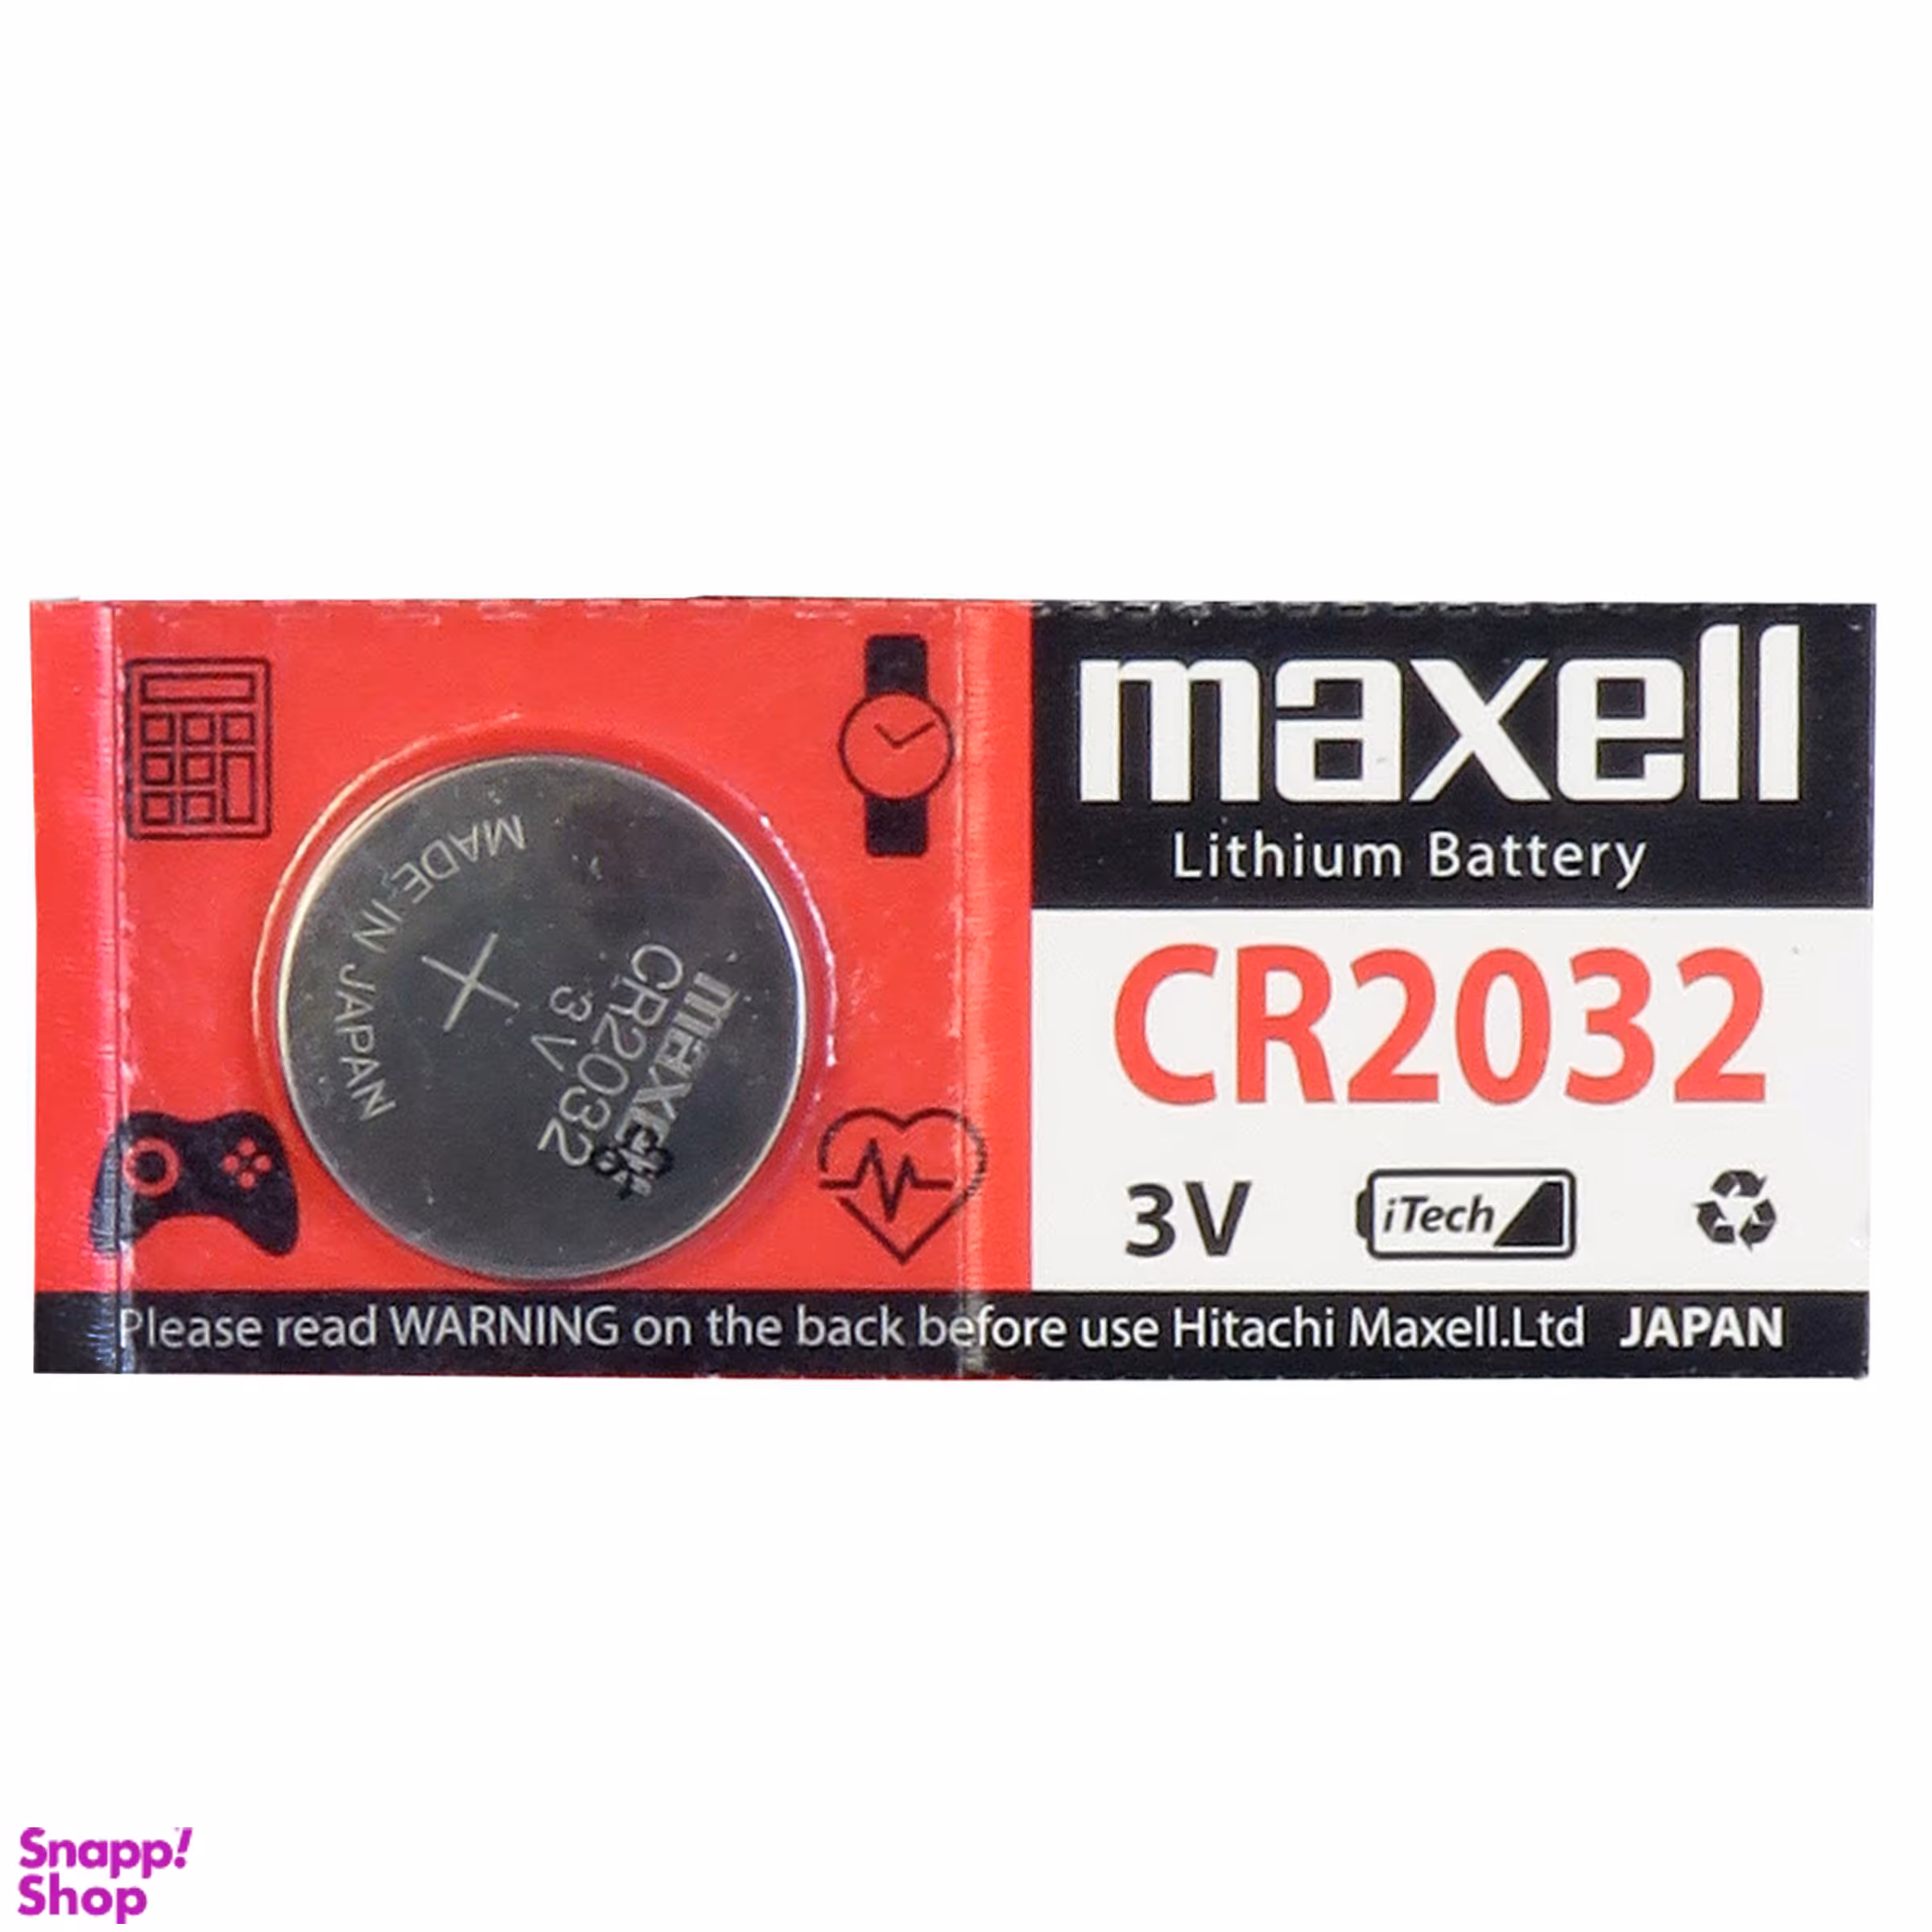 maxell
Lithium Battery
CR2032
3V
iTech
MADE IN JAPAN
maxell
CR2032
3V
Please read WARNING on the back before use Hitachi Maxell.Ltd JAPAN
Snapp!
Shop